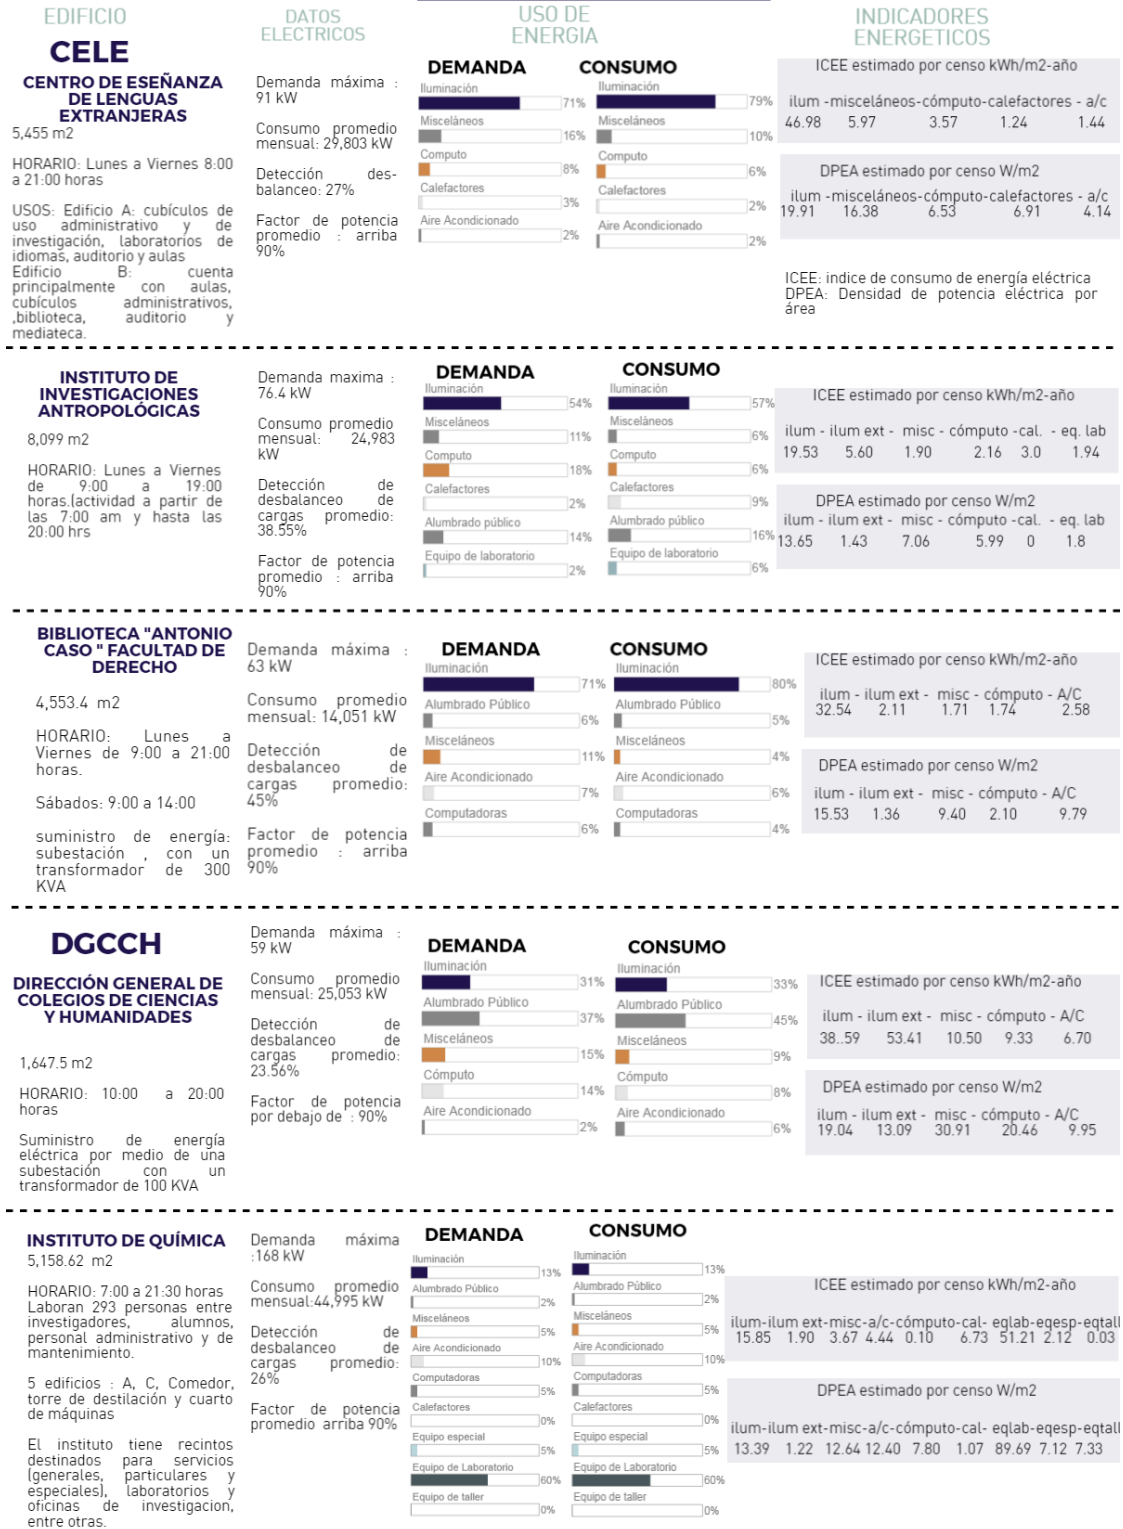 EDIFICIO
DATOS
ELECTRICOS
USO DE
ENERGIA
INDICADORES
ENERGETICOS
CELE
CENTRO DE ESEÑANZA
DE LENGUAS
EXTRANJERAS
5,455 m2
HORARIO: Lunes a Viernes 8:00
a 21:00 horas
USOS: Edificio A: cubículos de
uso administrativo y de
investigación, laboratorios de
idiomas, auditorio y aulas
Edificio B: cuenta
principalmente con aulas,
cubículos administrativos,
,biblioteca, auditorio y
mediateca.
Demanda máxima :
91 kW
Consumo promedio
mensual: 29,803 kW
Detección des-
balanceo: 27%
Factor de potencia
promedio : arriba
90%
DEMANDA
Iluminación
71%
Misceláneos
16%
Computo
8%
Calefactores
3%
Aire Acondicionado
2%
CONSUMO
Iluminación
79%
Misceláneos
10%
Computo
6%
Calefactores
2%
Aire Acondicionado
2%
ICEE estimado por censo kWh/m2-año
ilum -misceláneos-cómputo-calefactores - a/c
46.98 5.97 3.57 1.24 1.44
DPEA estimado por censo W/m2
ilum -misceláneos-cómputo-calefactores - a/c
19.91 16.38 6.53 6.91 4.14
ICEE: indice de consumo de energía eléctrica
DPEA: Densidad de potencia eléctrica por
área
INSTITUTO DE
INVESTIGACIONES
ANTROPOLÓGICAS
8,099 m2
HORARIO: Lunes a Viernes
de 9:00 a 19:00
horas.(actividad a partir de
las 7:00 am y hasta las
20:00 hrs
Demanda maxima :
76.4 kW
Consumo promedio
mensual: 24,983
kW
Detección de
desbalanceo de
cargas promedio:
38.55%
Factor de potencia
promedio : arriba
90%
DEMANDA
Iluminación
54%
Misceláneos
11%
Computo
18%
Calefactores
2%
Alumbrado público
14%
Equipo de laboratorio
2%
CONSUMO
Iluminación
57%
Misceláneos
6%
Computo
6%
Calefactores
9%
Alumbrado público
16%
Equipo de laboratorio
6%
ICEE estimado por censo kWh/m2-año
ilum - ilum ext - misc - cómputo -cal. - eq. lab
19.53 5.60 1.90 2.16 3.0 1.94
DPEA estimado por censo W/m2
ilum - ilum ext - misc - cómputo -cal. - eq. lab
13.65 1.43 7.06 5.99 0 1.8
BIBLIOTECA "ANTONIO
CASO " FACULTAD DE
DERECHO
4,553.4 m2
HORARIO: Lunes a
Viernes de 9:00 a 21:00
horas.
Sábados: 9:00 a 14:00
suministro de energía:
subestación , con un
transformador de 300
KVA
Demanda máxima :
63 kW
Consumo promedio
mensual: 14,051 kW
Detección de
desbalanceo de
cargas promedio:
45%
Factor de potencia
promedio : arriba
90%
DEMANDA
Iluminación
71%
Alumbrado Público
6%
Misceláneos
11%
Aire Acondicionado
7%
Computadoras
6%
CONSUMO
Iluminación
80%
Alumbrado Público
5%
Misceláneos
4%
Aire Acondicionado
6%
Computadoras
4%
ICEE estimado por censo kWh/m2-año
ilum - ilum ext - misc - cómputo - A/C
32.54 2.11 1.71 1.74 2.58
DPEA estimado por censo W/m2
ilum - ilum ext - misc - cómputo - A/C
15.53 1.36 9.40 2.10 9.79
DGCCH
DIRECCIÓN GENERAL DE
COLEGIOS DE CIENCIAS
Y HUMANIDADES
1,647.5 m2
HORARIO: 10:00 a 20:00
horas
Suministro de energía
eléctrica por medio de una
subestación con un
transformador de 100 KVA
Demanda máxima :
59 kW
Consumo promedio
mensual: 25,053 kW
Detección de
desbalanceo de
cargas promedio:
23.56%
Factor de potencia
por debajo de : 90%
DEMANDA
Iluminación
31%
Alumbrado Público
37%
Misceláneos
15%
Cómputo
14%
Aire Acondicionado
2%
CONSUMO
Iluminación
33%
Alumbrado Público
45%
Misceláneos
9%
Cómputo
8%
Aire Acondicionado
6%
ICEE estimado por censo kWh/m2-año
ilum - ilum ext - misc - cómputo - A/C
38..59 53.41 10.50 9.33 6.70
DPEA estimado por censo W/m2
ilum - ilum ext - misc - cómputo - A/C
19.04 13.09 30.91 20.46 9.95
INSTITUTO DE QUÍMICA
5,158.62 m2
HORARIO: 7:00 a 21:30 horas
Laboran 293 personas entre
investigadores, alumnos,
personal administrativo y de
mantenimiento.
5 edificios : A, C, Comedor,
torre de destilación y cuarto
de máquinas
El instituto tiene recintos
destinados para servicios
(generales, particulares y
especiales), laboratorios y
oficinas de investigacion,
entre otras.
Demanda máxima
:168 kW
Consumo promedio
mensual:44,995 kW
Detección de
desbalanceo de
cargas promedio:
26%
Factor de potencia
promedio arriba 90%
DEMANDA
Iluminación
13%
Alumbrado Público
2%
Misceláneos
5%
Aire Acondicionado
10%
Computadoras
5%
Calefactores
0%
Equipo especial
5%
Equipo de Laboratorio
60%
Equipo de taller
0%
CONSUMO
Iluminación
13%
Alumbrado Público
2%
Misceláneos
5%
Aire Acondicionado
10%
Computadoras
5%
Calefactores
0%
Equipo especial
5%
Equipo de Laboratorio
60%
Equipo de taller
0%
ICEE estimado por censo kWh/m2-año
ilum-ilum ext-misc-a/c-cómputo-cal- eqlab-eqesp-eqtall
15.85 1.90 3.67 4.44 0.10 6.73 51.21 2.12 0.03
DPEA estimado por censo W/m2
ilum-ilum ext-misc-a/c-cómputo-cal- eqlab-eqesp-eqtall
13.39 1.22 12.64 12.40 7.80 1.07 89.69 7.12 7.33